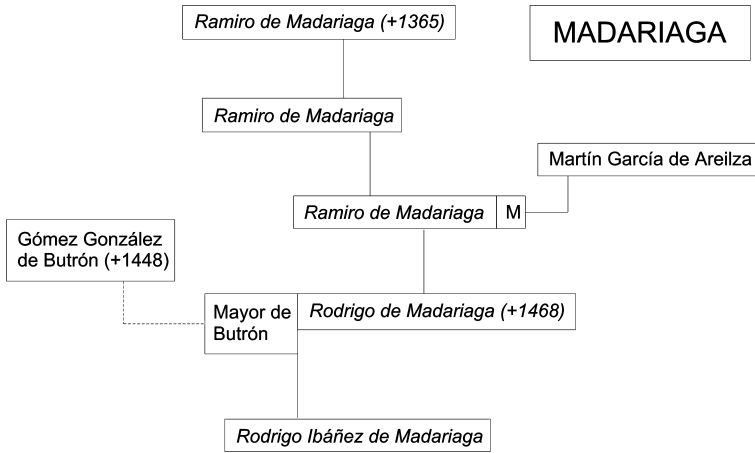 Ramiro de Madariaga (+1365)
MADARIAGA
Ramiro de Madariaga
Martín García de Areilza
Ramiro de Madariaga
M
Gómez González
de Butrón (+1448)
Mayor de
Butrón
Rodrigo de Madariaga (+1468)
Rodrigo Ibáñez de Madariaga